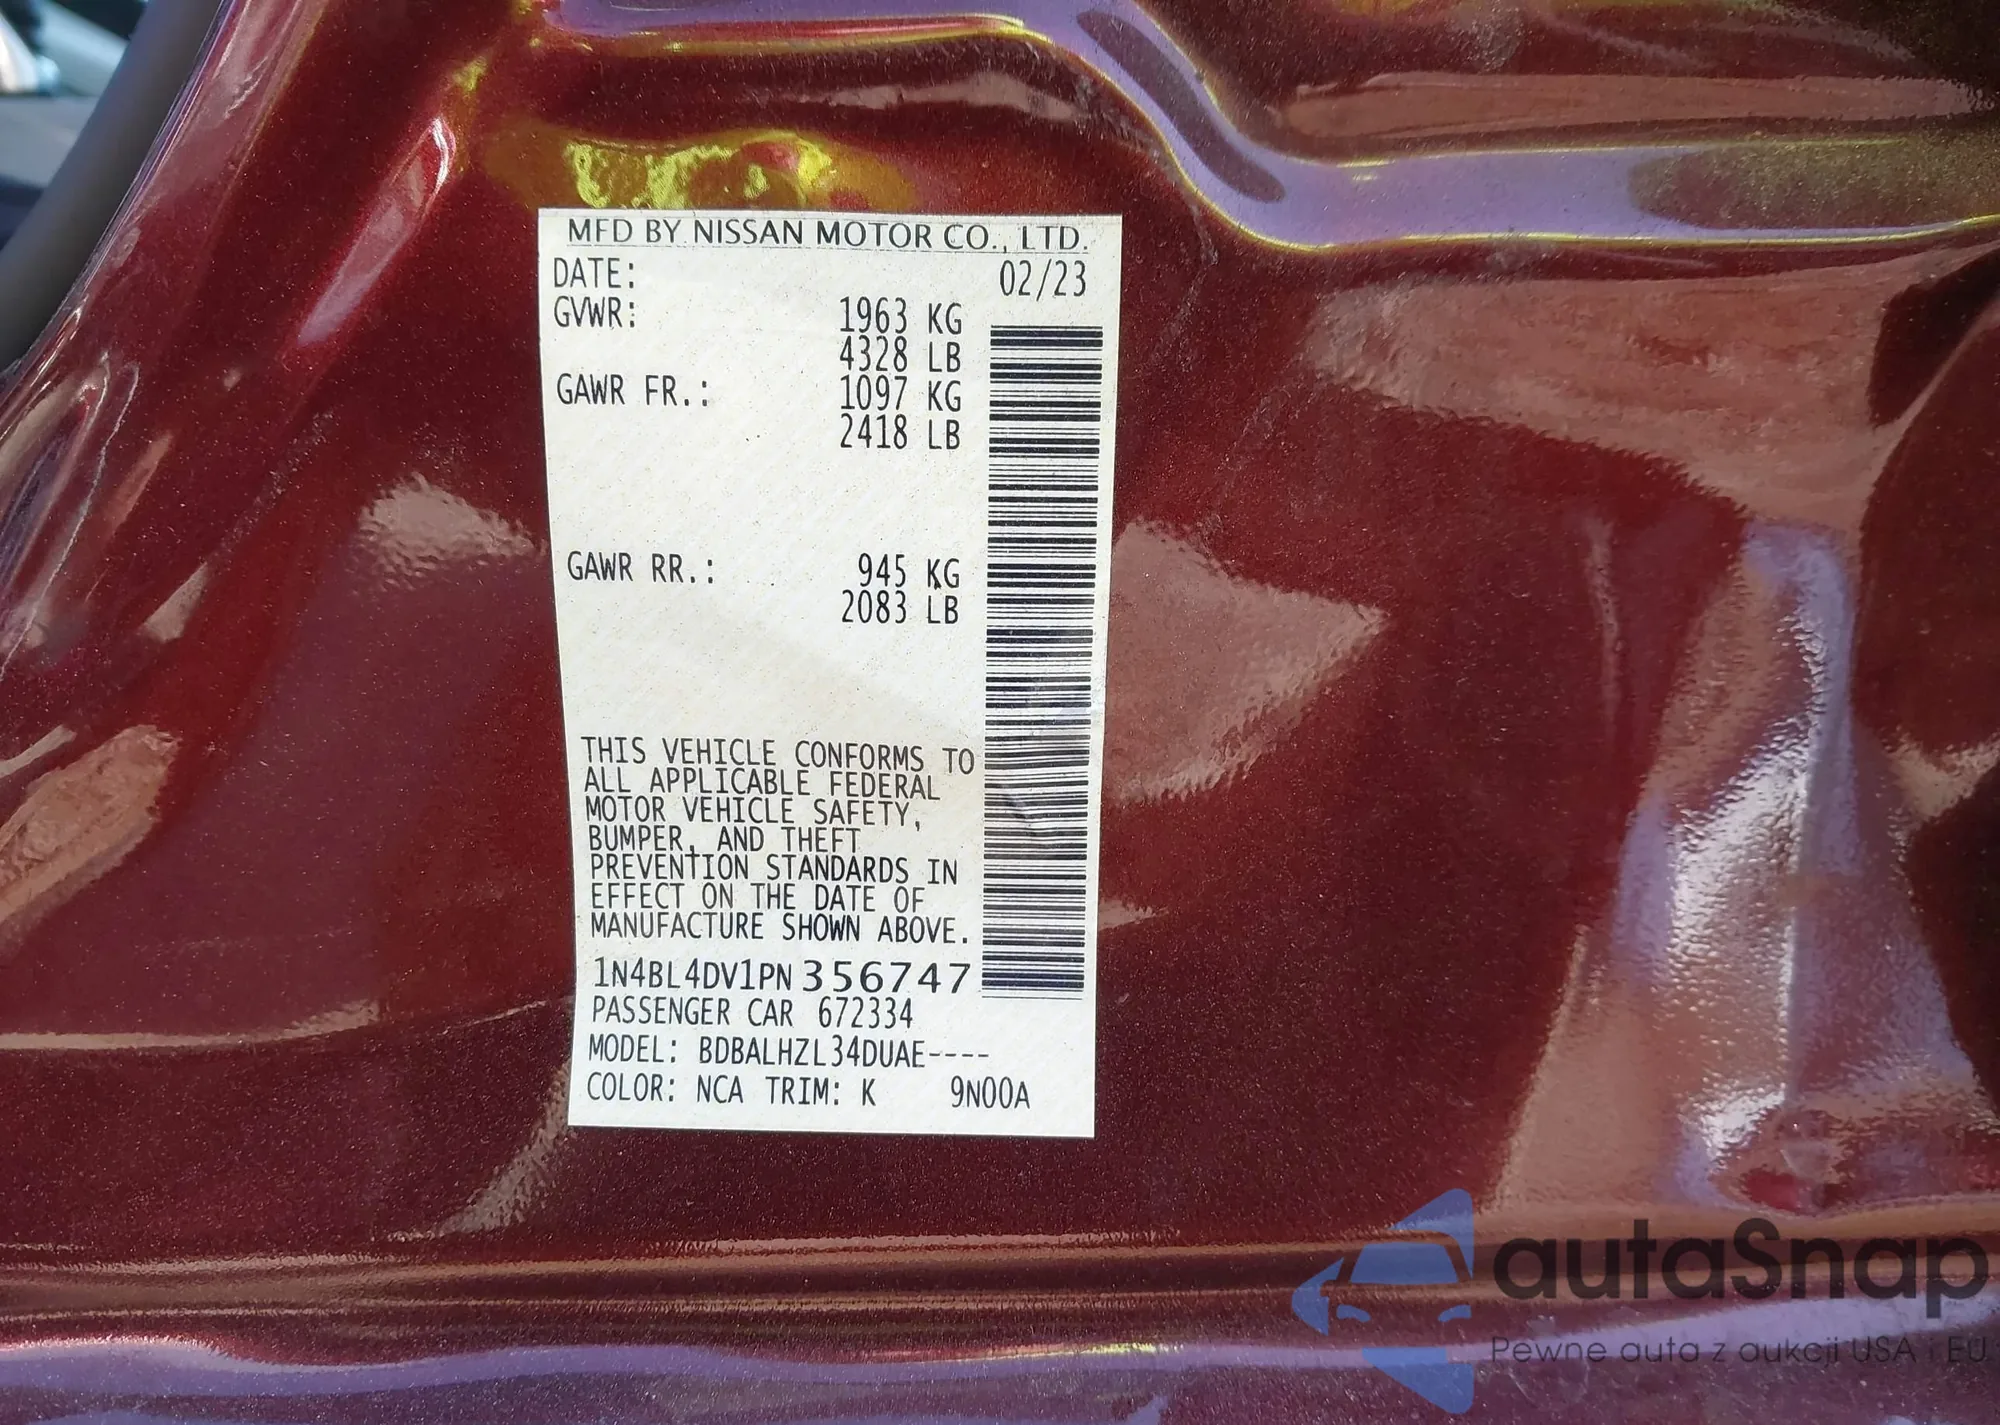 MFD BY NISSAN MOTOR CO., LTD.
DATE: 02/23
GVWR: 1963 KG
4328 LB
GAWR FR.: 1097 KG
2418 LB
GAWR RR.: 945 KG
2083 LB
THIS VEHICLE CONFORMS TO
ALL APPLICABLE FEDERAL
MOTOR VEHICLE SAFETY,
BUMPER, AND THEFT
PREVENTION STANDARDS IN
EFFECT ON THE DATE OF
MANUFACTURE SHOWN ABOVE.
1N4BL4DV1PN356747
PASSENGER CAR 672334
MODEL: BDBALHZL34DUAE----
COLOR: NCA TRIM: K 9N00A
autaSnap
Pewne auta z aukcji USA i EU